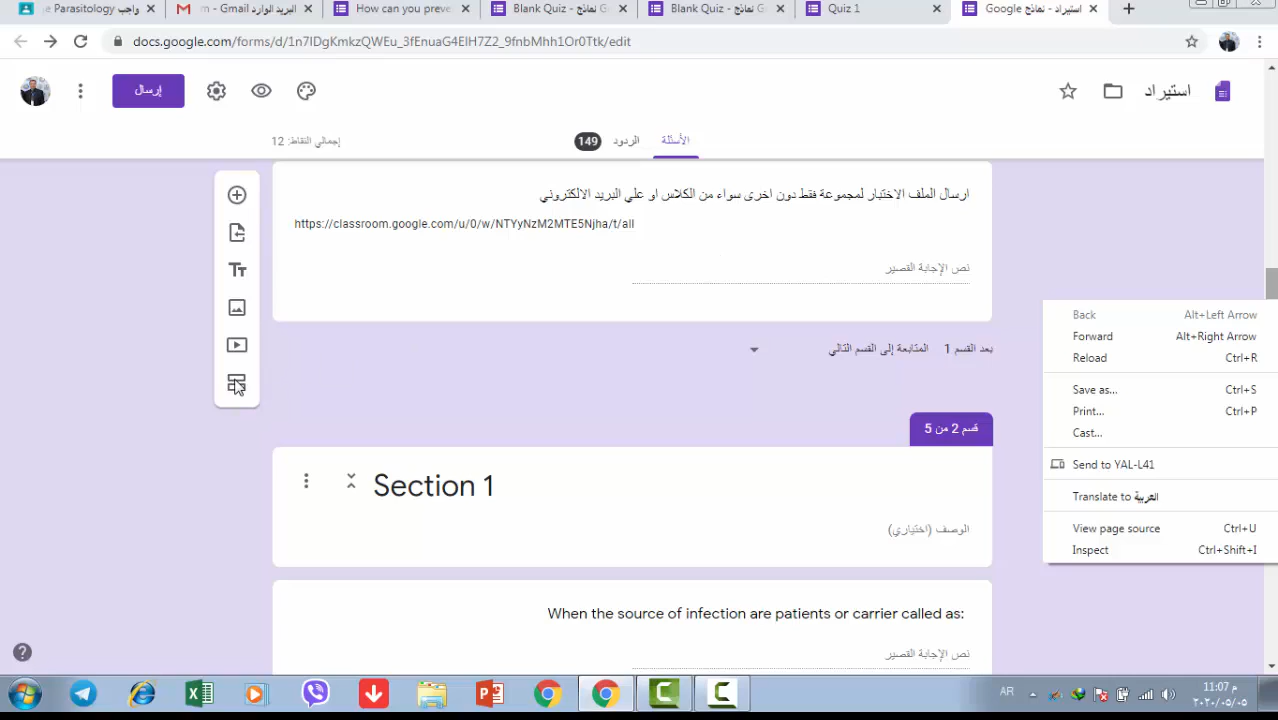 واجب Parasitology e
البريد الوارد - Gmail - m
How can you preve
Blank Quiz - نماذج G
Blank Quiz - نماذج G
Quiz 1
استيراد - نماذج Google
docs.google.com/forms/d/1n7IDgKmkzQWEu_3fEnuaG4ElH7Z2_9fnbMhh1Or0Ttk/edit
إرسال
استيراد
الأسئلة
الردود
149
إجمالي النقاط: 12
ارسال الملف الاختبار لمجموعة فقط دون اخرى سواء من الكلاس او علي البريد الالكتروني
https://classroom.google.com/u/0/w/NTYyNzM2MTE5Njha/t/all
نص الإجابة القصير
بعد القسم 1 المتابعة إلى القسم التالي
قسم 2 من 5
Section 1
الوصف (اختياري)
When the source of infection are patients or carrier called as:
نص الإجابة القصير
Back Alt+Left Arrow
Forward Alt+Right Arrow
Reload Ctrl+R
Save as... Ctrl+S
Print... Ctrl+P
Cast...
Send to YAL-L41
Translate to العربية
View page source Ctrl+U
Inspect Ctrl+Shift+I
AR
11:07 م
٢٠٢٠/٠٥/٠٥